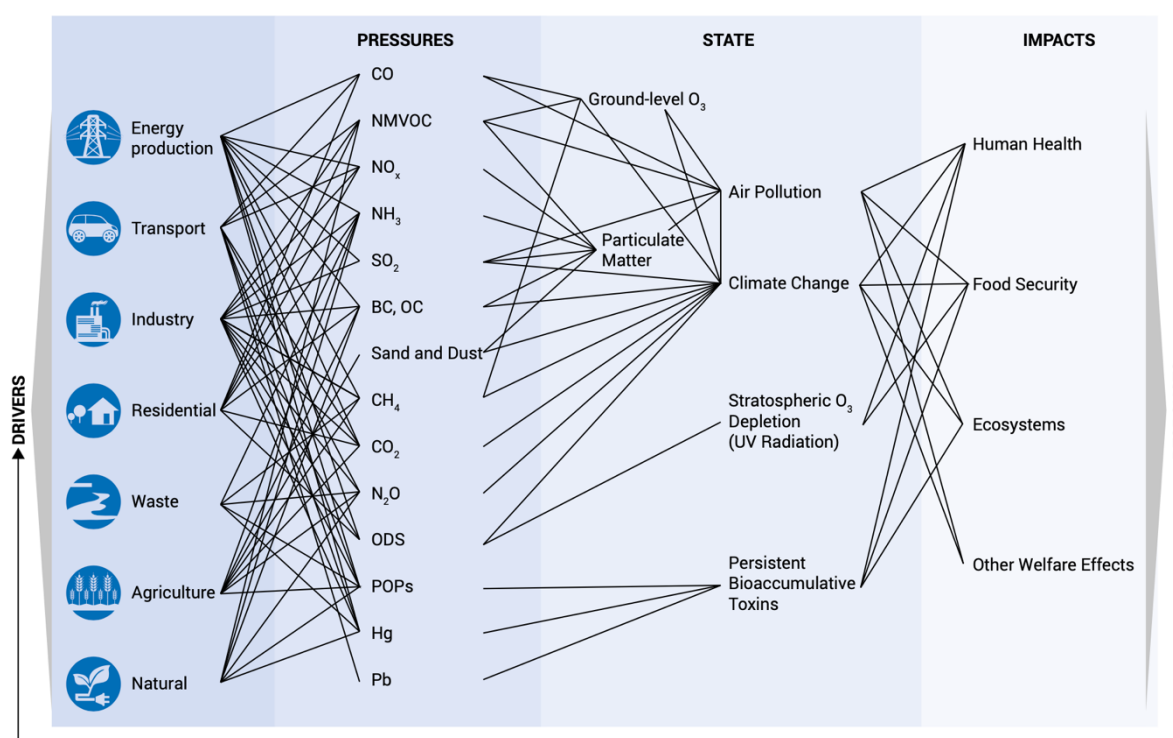 PRESSURES
STATE
IMPACTS
DRIVERS
Energy
production
Transport
Industry
Residential
Waste
Agriculture
Natural
CO
NMVOC
NOx
NH3
SO2
BC, OC
Sand and Dust
CH4
CO2
N2O
ODS
POPs
Hg
Pb
Ground-level O3
Air Pollution
Particulate
Matter
Climate Change
Stratospheric O3
Depletion
(UV Radiation)
Persistent
Bioaccumulative
Toxins
Human Health
Food Security
Ecosystems
Other Welfare Effects